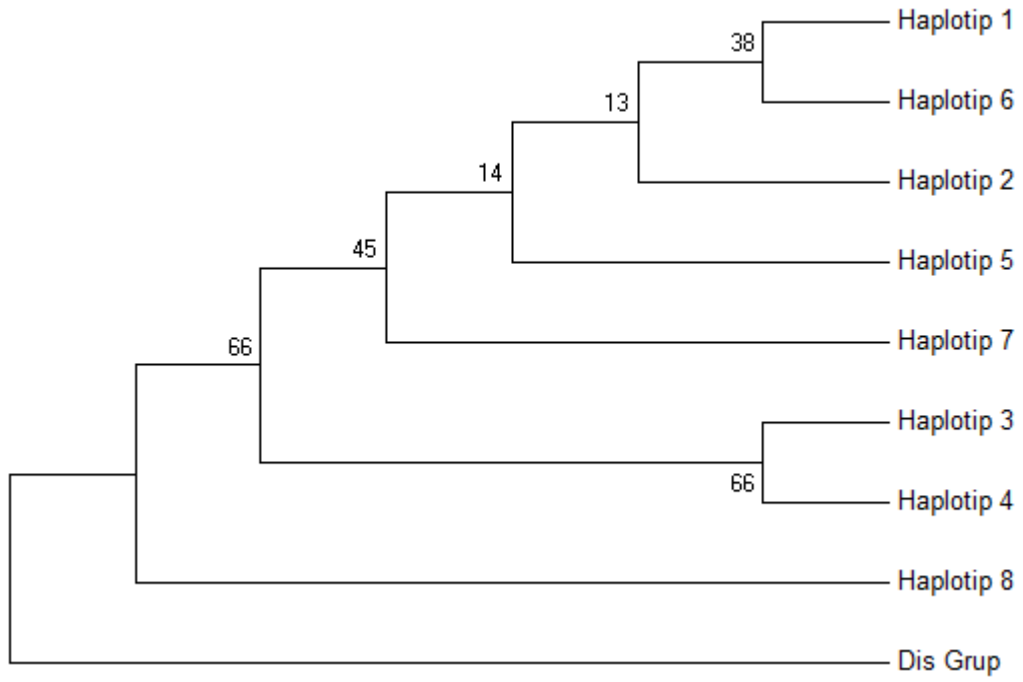 Haplotip 1
38
Haplotip 6
13
Haplotip 2
14
Haplotip 5
45
Haplotip 7
66
Haplotip 3
66
Haplotip 4
Haplotip 8
Dis Grup